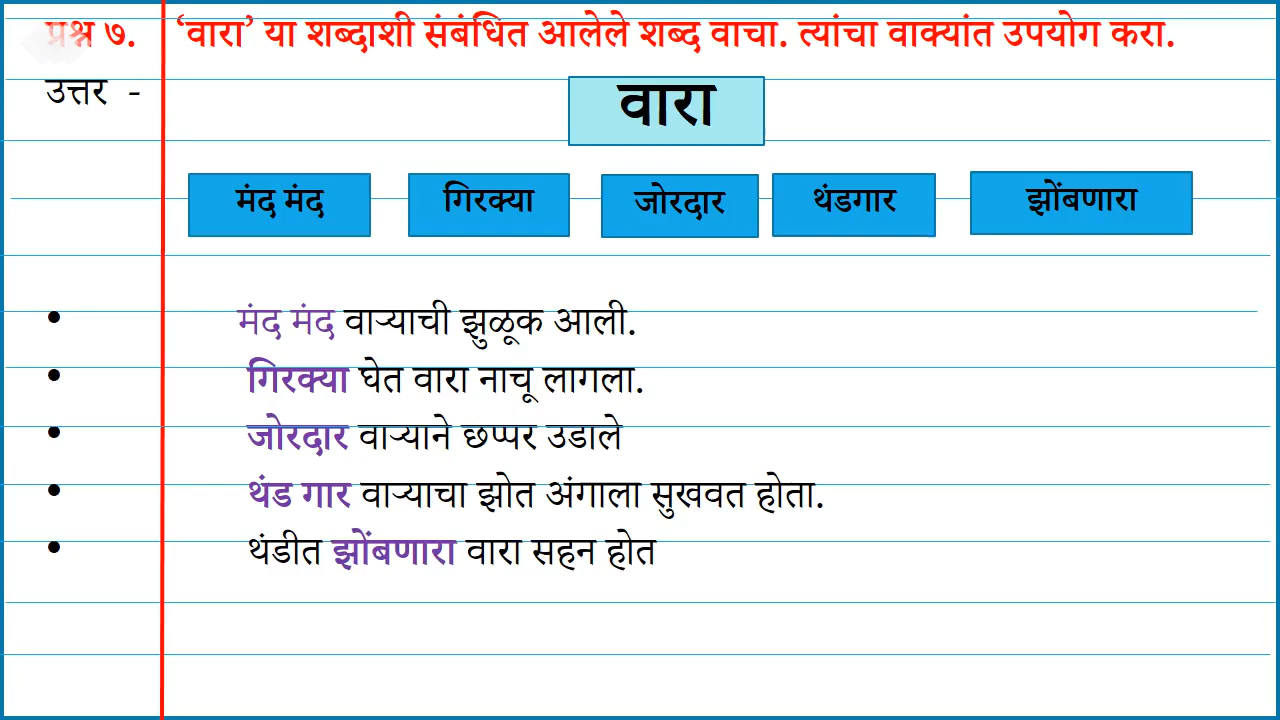 प्रश्न ७. ‘वारा’ या शब्दाशी संबंधित आलेले शब्द वाचा. त्यांचा वाक्यांत उपयोग करा.
उत्तर -
वारा
मंद मंद गिरक्या जोरदार थंडगार झोंबणारा
• मंद मंद वाऱ्याची झुळूक आली.
• गिरक्या घेत वारा नाचू लागला.
• जोरदार वाऱ्याने छप्पर उडाले
• थंड गार वाऱ्याचा झोत अंगाला सुखवत होता.
• थंडीत झोंबणारा वारा सहन होत